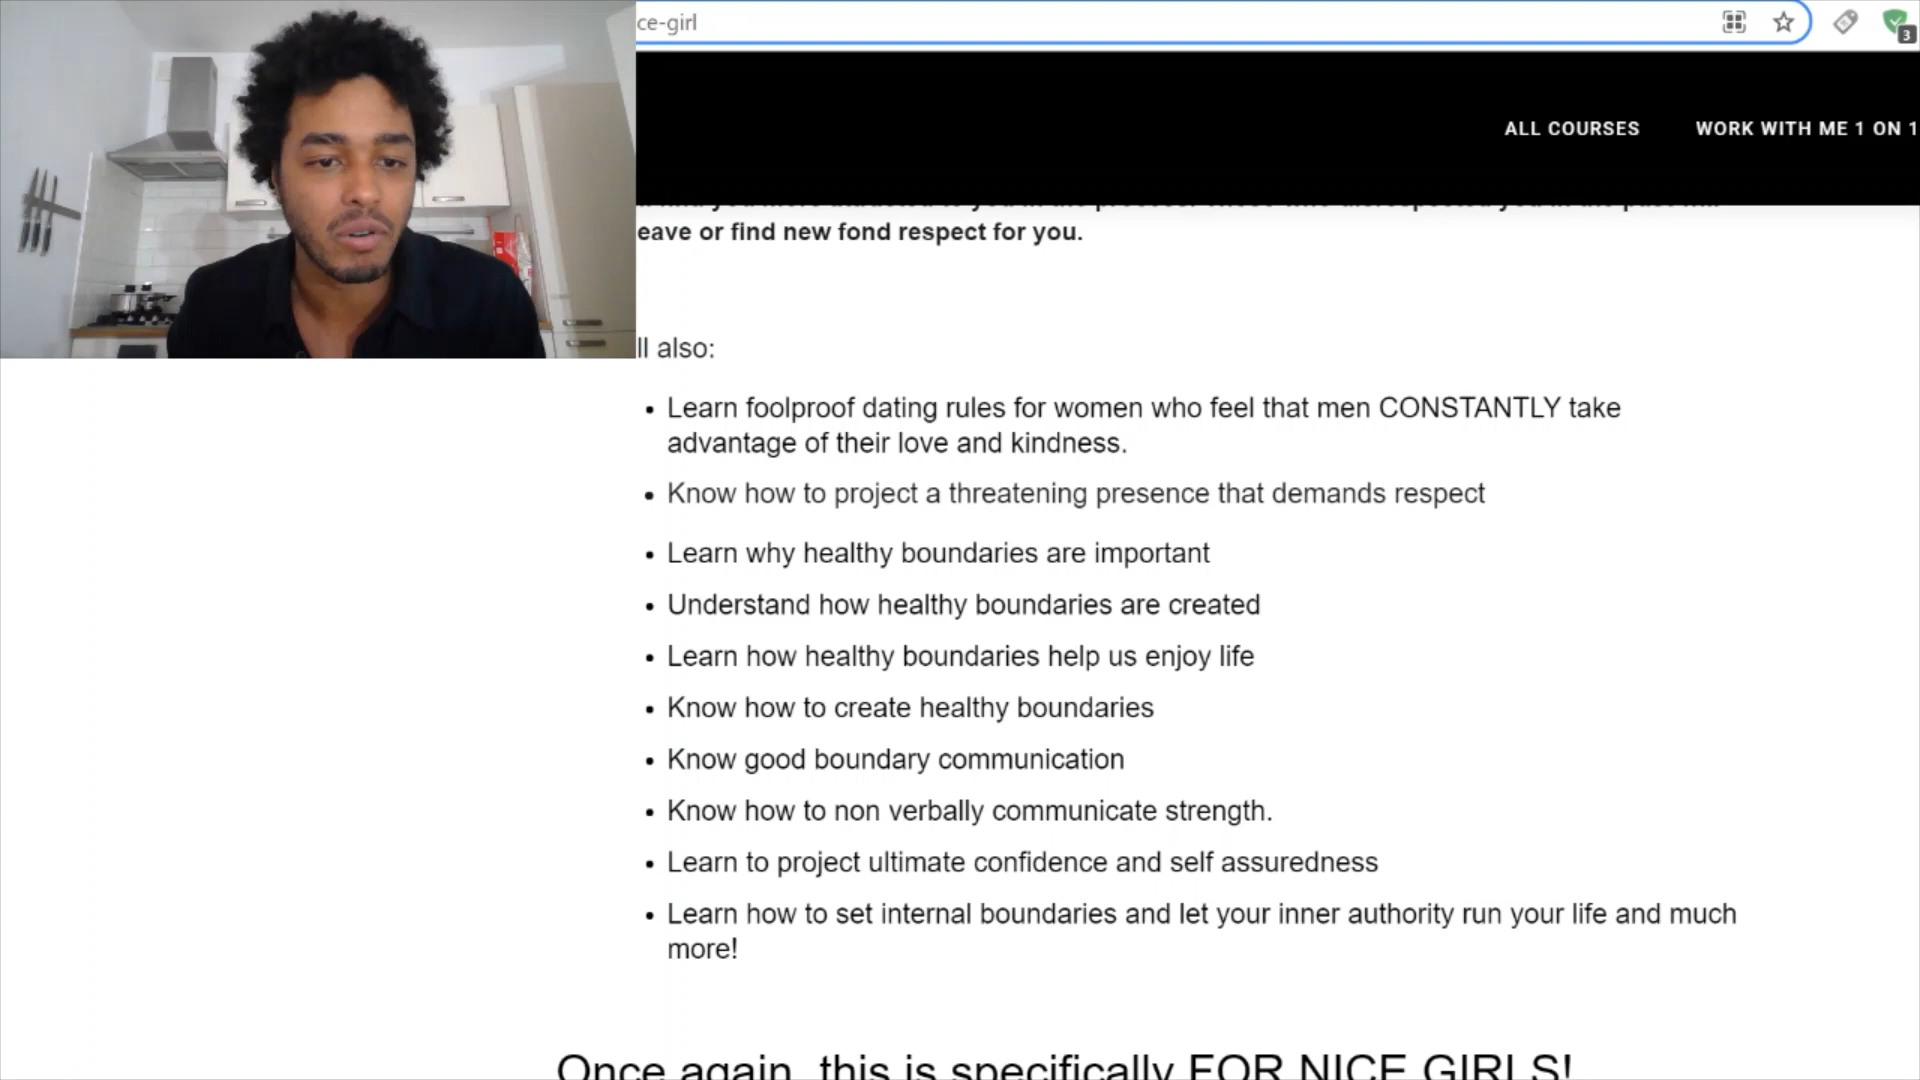 ce-girl
3
ALL COURSES WORK WITH ME 1 ON 1
eave or find new fond respect for you.
ll also:
• Learn foolproof dating rules for women who feel that men CONSTANTLY take
advantage of their love and kindness.
• Know how to project a threatening presence that demands respect
• Learn why healthy boundaries are important
• Understand how healthy boundaries are created
• Learn how healthy boundaries help us enjoy life
• Know how to create healthy boundaries
• Know good boundary communication
• Know how to non verbally communicate strength.
• Learn to project ultimate confidence and self assuredness
• Learn how to set internal boundaries and let your inner authority run your life and much
more!
Once again, this is specifically FOR NICE GIRLS!